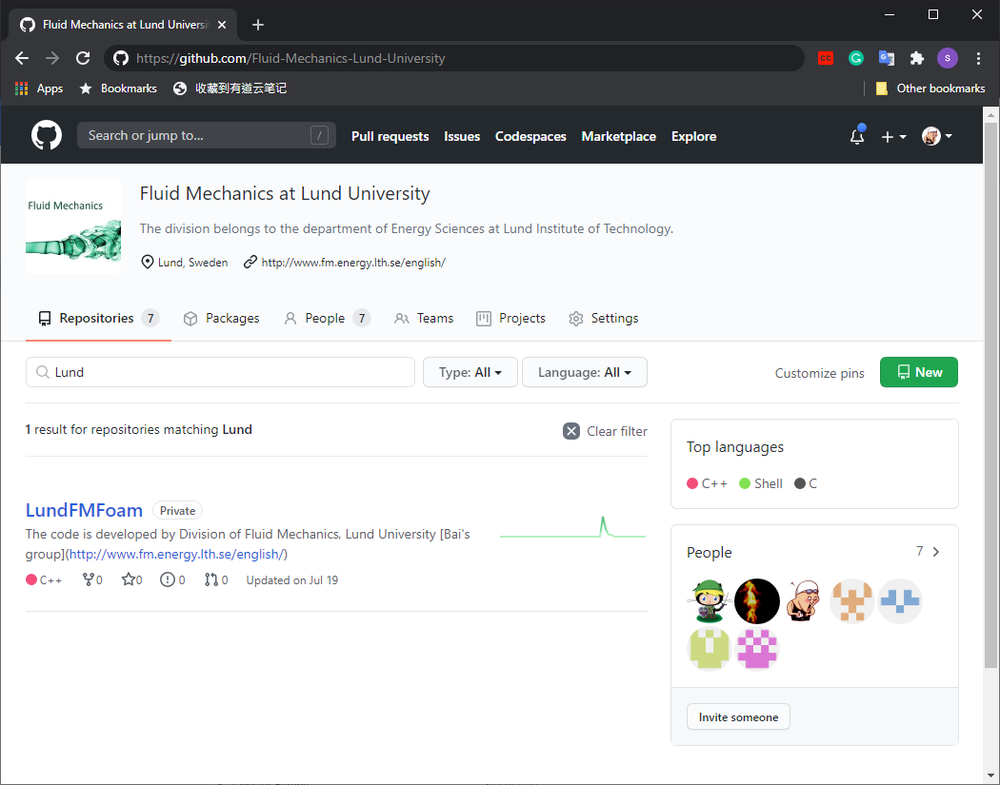 Fluid Mechanics at Lund Universi
https://github.com/Fluid-Mechanics-Lund-University
CC
G
S
Apps
Bookmarks
收藏到有道云笔记
Other bookmarks
Search or jump to...
/
Pull requests
Issues
Codespaces
Marketplace
Explore
Fluid Mechanics
Fluid Mechanics at Lund University
The division belongs to the department of Energy Sciences at Lund Institute of Technology.
Lund, Sweden
http://www.fm.energy.lth.se/english/
Repositories 7
Packages
People 7
Teams
Projects
Settings
Lund
Type: All
Language: All
Customize pins
New
1 result for repositories matching Lund
Clear filter
LundFMFoam Private
The code is developed by Division of Fluid Mechanics, Lund University [Bai's
group](http://www.fm.energy.lth.se/english/)
C++ 0 0 0 0 Updated on Jul 19
Top languages
C++ Shell C
People 7
Invite someone